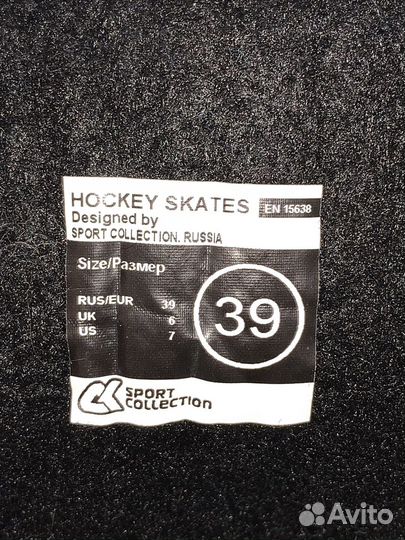 HOCKEY SKATES EN 15638
Designed by
SPORT COLLECTION. RUSSIA
Size/Размер
RUS/EUR 39
UK 6
US 7
39
SPORT
COLLECTION
Avito